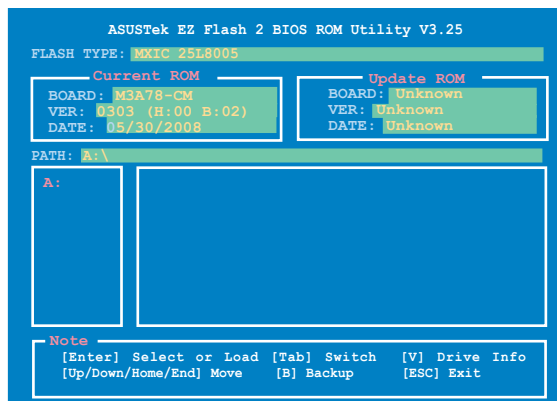 ASUSTek EZ Flash 2 BIOS ROM Utility V3.25
FLASH TYPE: MXIC 25L8005
Current ROM
BOARD: M3A78-CM
VER: 0303 (H:00 B:02)
DATE: 05/30/2008
Update ROM
BOARD: Unknown
VER: Unknown
DATE: Unknown
PATH: A:\
A:
Note
[Enter] Select or Load [Tab] Switch [V] Drive Info
[Up/Down/Home/End] Move [B] Backup [ESC] Exit